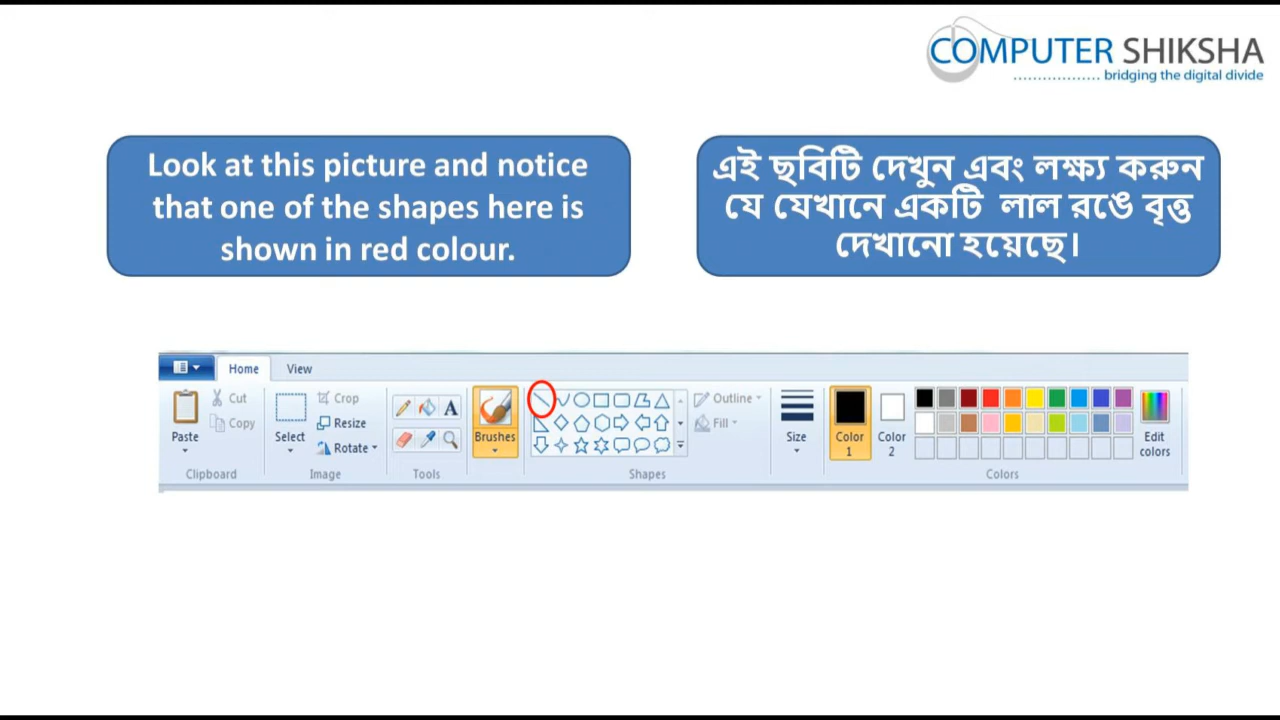 COMPUTER SHIKSHA
bridging the digital divide
Look at this picture and notice
that one of the shapes here is
shown in red colour.
এই ছবিটি দেখুন এবং লক্ষ্য করুন
যে যেখানে একটি লাল রঙে বৃত্ত
দেখানো হয়েছে।
Home View
Paste
Cut
Copy
Clipboard
Select
Crop
Resize
Rotate
Image
A
Tools
Brushes
Outline
Fill
Shapes
Size
Color
1
Color
2
Edit
colors
Colors